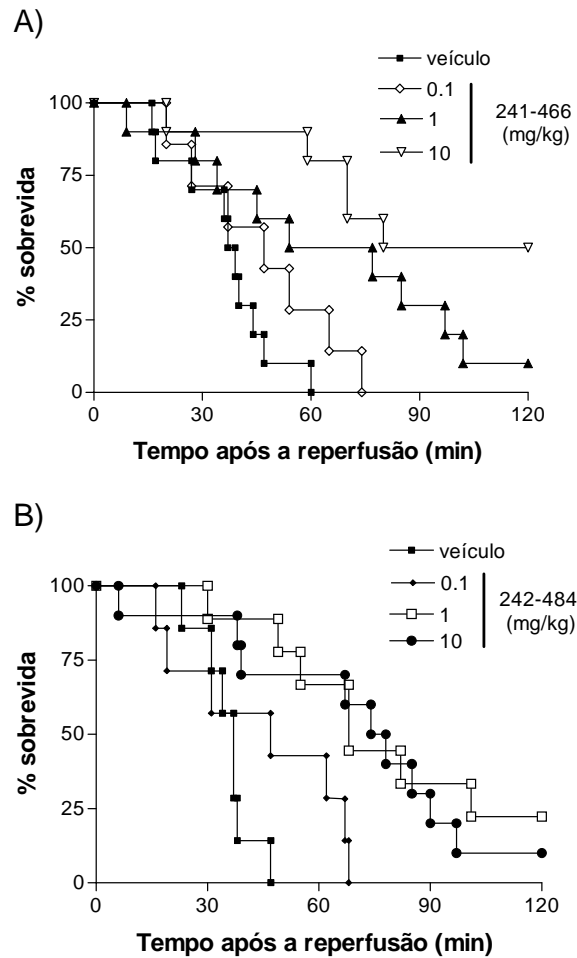 A)
veículo
0.1
1
10
241-466
(mg/kg)
100
75
50
25
0
% sobrevida
0 30 60 90 120
Tempo após a reperfusão (min)
B)
veículo
0.1
1
10
242-484
(mg/kg)
100
75
50
25
0
% sobrevida
0 30 60 90 120
Tempo após a reperfusão (min)